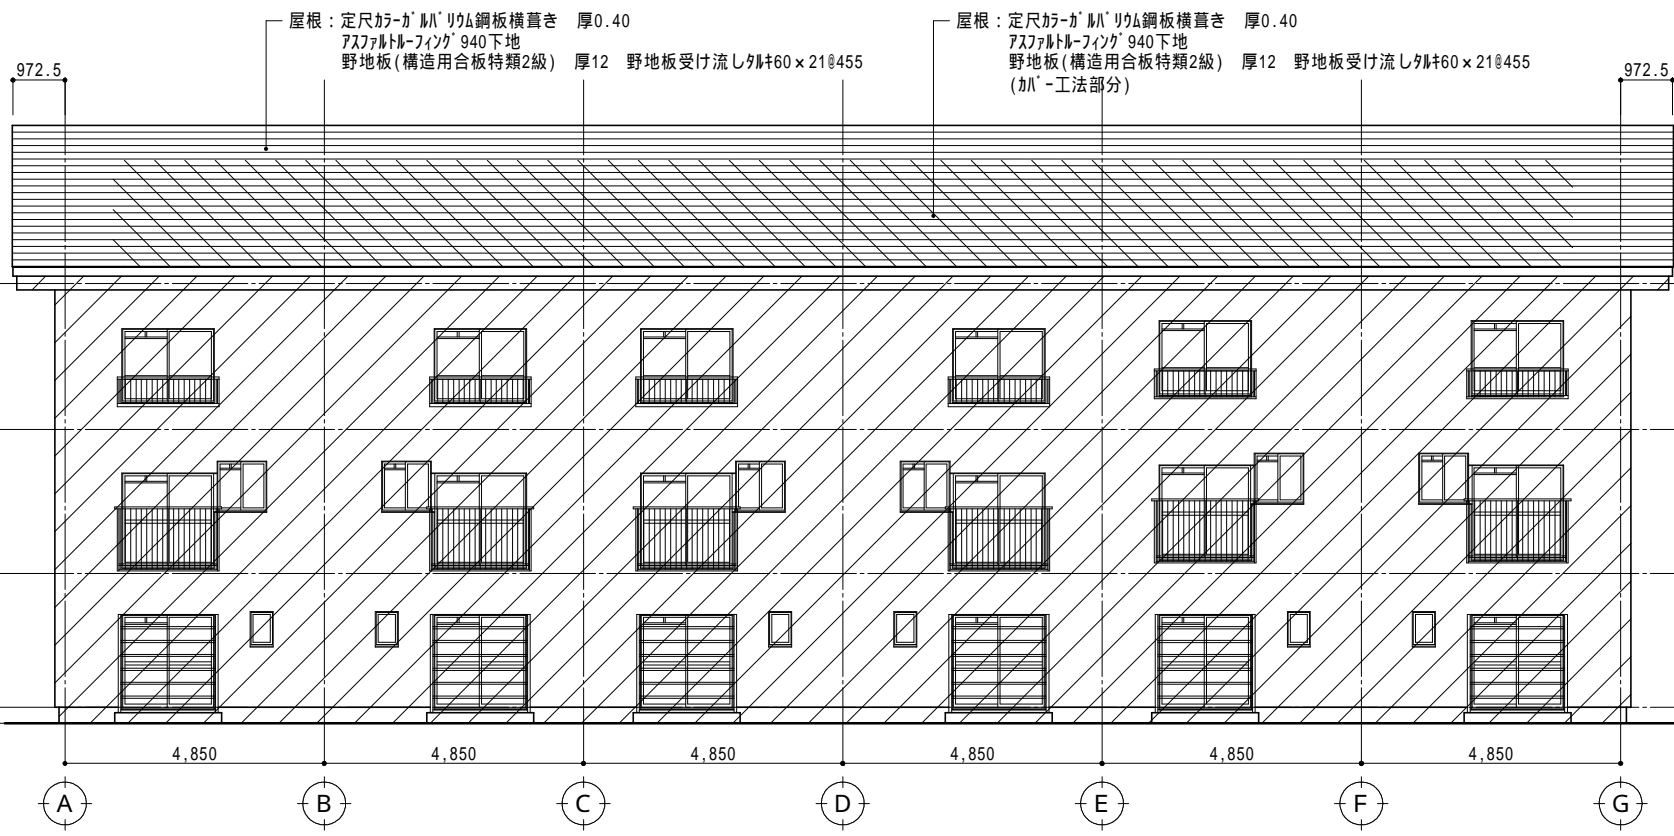 屋根：定尺ｶﾗｰｶﾞﾙﾊﾞﾘｳﾑ鋼板横葺き　厚0.40
ｱｽﾌｧﾙﾄﾙｰﾌｨﾝｸﾞ940下地
野地板(構造用合板特類2級)　厚12　野地板受け流しﾀﾙｷ60×21@455
屋根：定尺ｶﾗｰｶﾞﾙﾊﾞﾘｳﾑ鋼板横葺き　厚0.40
ｱｽﾌｧﾙﾄﾙｰﾌｨﾝｸﾞ940下地
野地板(構造用合板特類2級)　厚12　野地板受け流しﾀﾙｷ60×21@455
(ｶﾊﾞｰ工法部分)
972.5
972.5
4,850 4,850 4,850 4,850 4,850 4,850
A B C D E F G